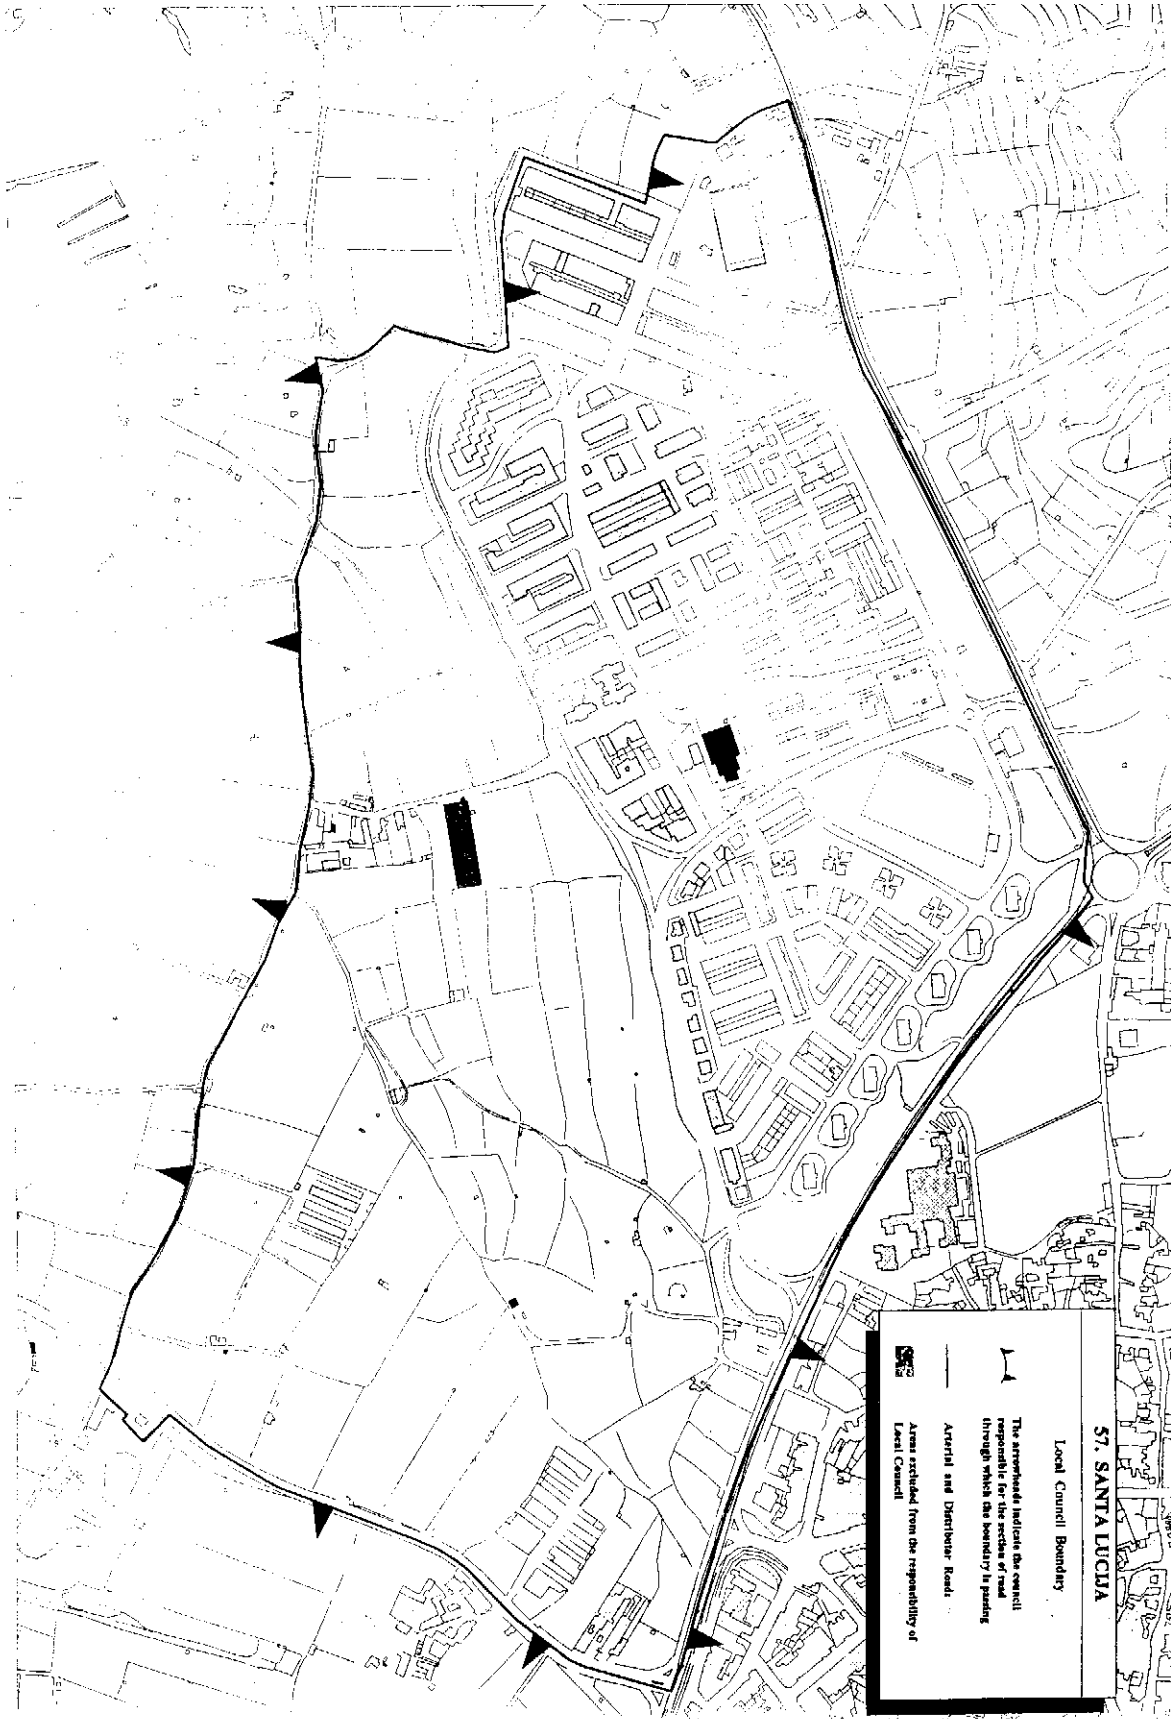 57. SANTA LUCIJA
Local Council Boundary
The arrowheads indicate the council
responsible for the section of road
through which the boundary is passing
Arterial and Distributor Roads
Areas excluded from the responsibility of
Local Council